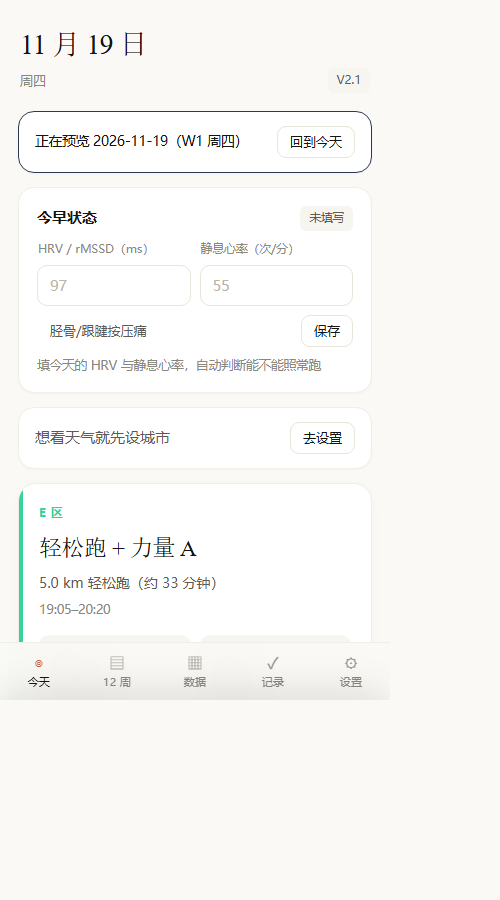 11 月 19 日
周四
V2.1
正在预览 2026-11-19（W1 周四）
回到今天
今早状态
未填写
HRV / rMSSD（ms）
静息心率（次/分）
97
55
胫骨/跟腱按压痛
保存
填今天的 HRV 与静息心率，自动判断能不能照常跑
想看天气就先设城市
去设置
E 区
轻松跑 + 力量 A
5.0 km 轻松跑（约 33 分钟）
19:05–20:20
今天
12 周
数据
记录
设置